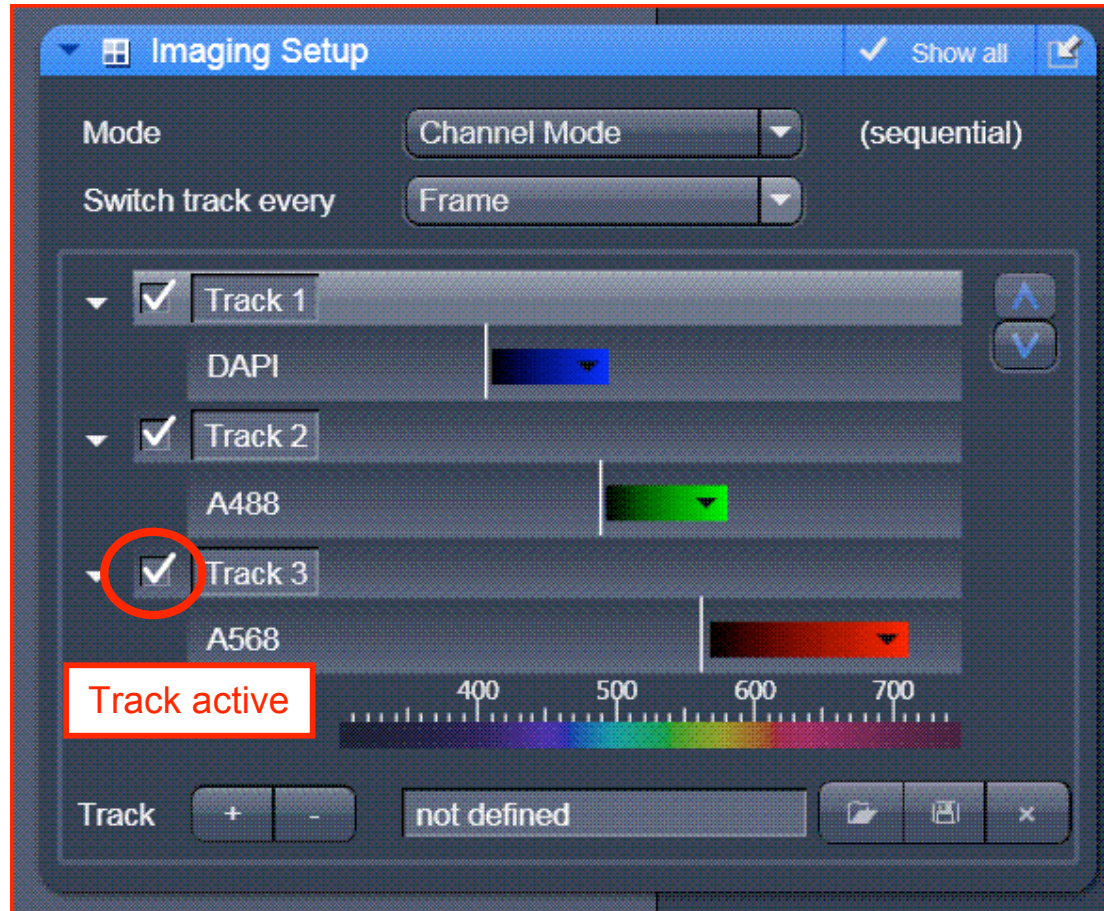 Imaging Setup Show all
Mode Channel Mode (sequential)
Switch track every Frame
Track 1
DAPI
Track 2
A488
Track 3
A568
Track active
400 500 600 700
Track + - not defined ×